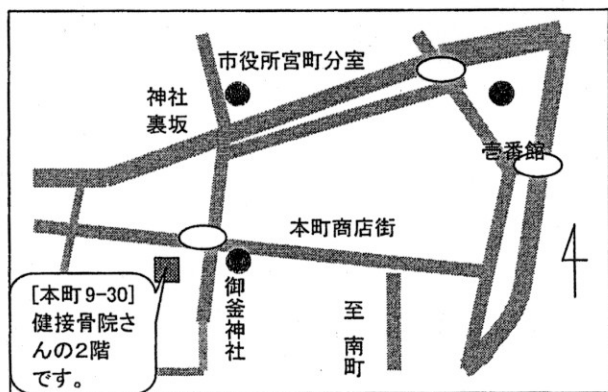 市役所宮町分室
神社
裏坂
壱番館
本町商店街
御釜神社
至 南町
[本町9-30]
健接骨院さ
んの2階
です。